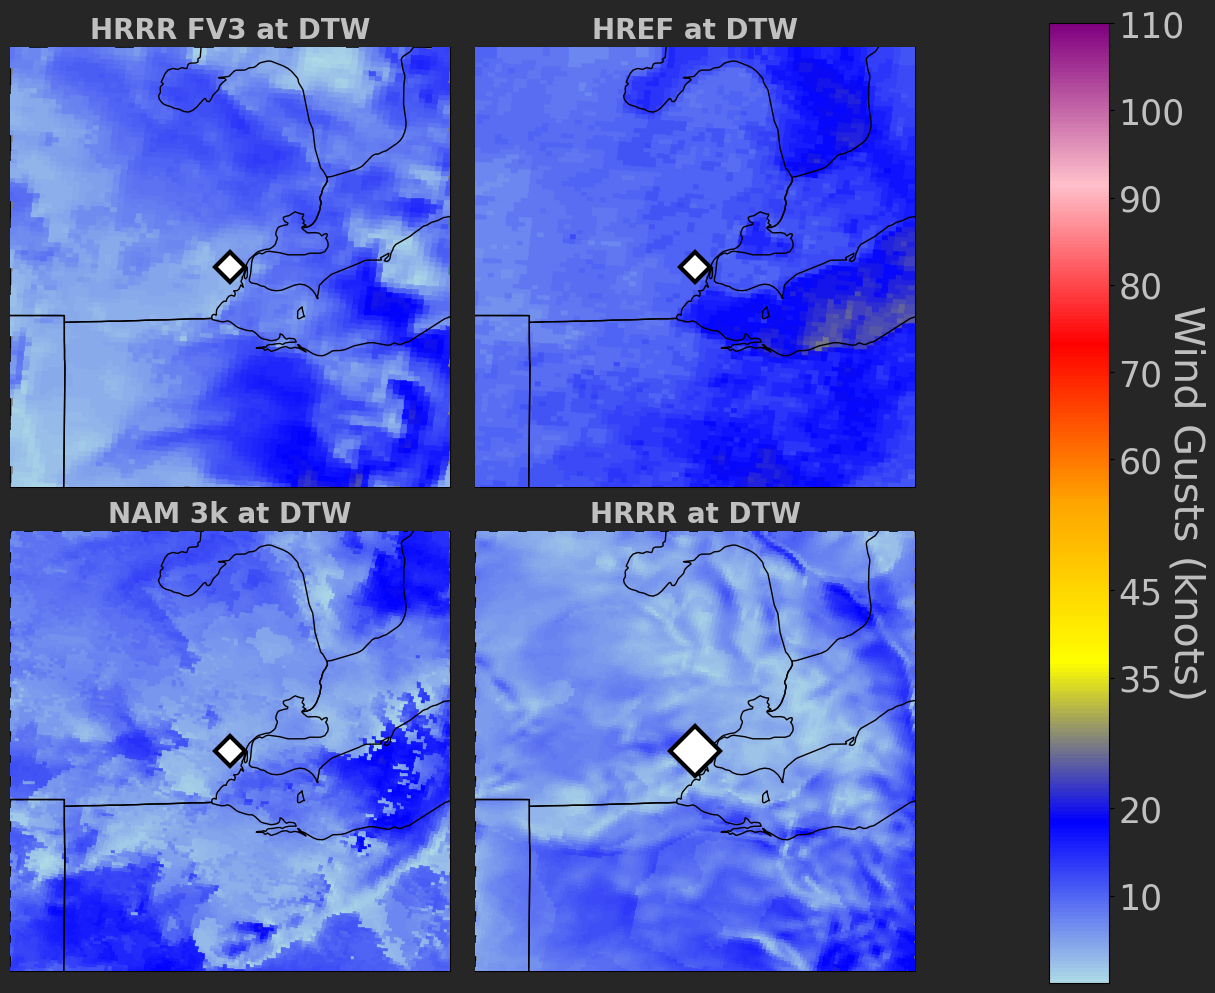 HRRR FV3 at DTW
HREF at DTW
NAM 3k at DTW
HRRR at DTW
110
100
90
80
70
60
45
35
20
10
Wind Gusts (knots)